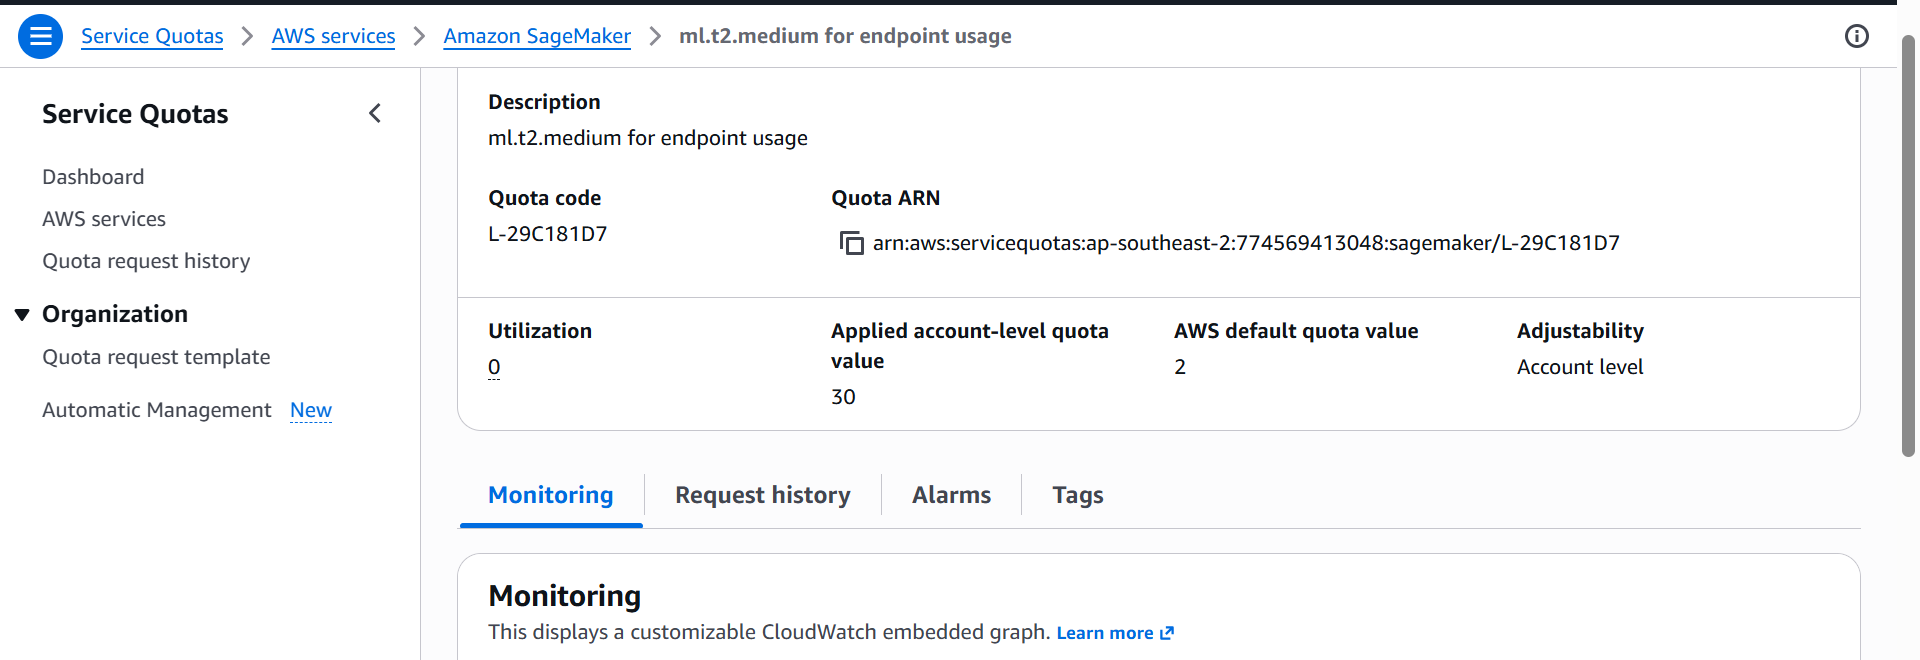 Service Quotas > AWS services > Amazon SageMaker > ml.t2.medium for endpoint usage
Service Quotas
Dashboard
AWS services
Quota request history
Organization
Quota request template
Automatic Management New
Description
ml.t2.medium for endpoint usage
Quota code
L-29C181D7
Quota ARN
arn:aws:servicequotas:ap-southeast-2:774569413048:sagemaker/L-29C181D7
Utilization
0
Applied account-level quota
value
30
AWS default quota value
2
Adjustability
Account level
Monitoring
Request history
Alarms
Tags
Monitoring
This displays a customizable CloudWatch embedded graph. Learn more